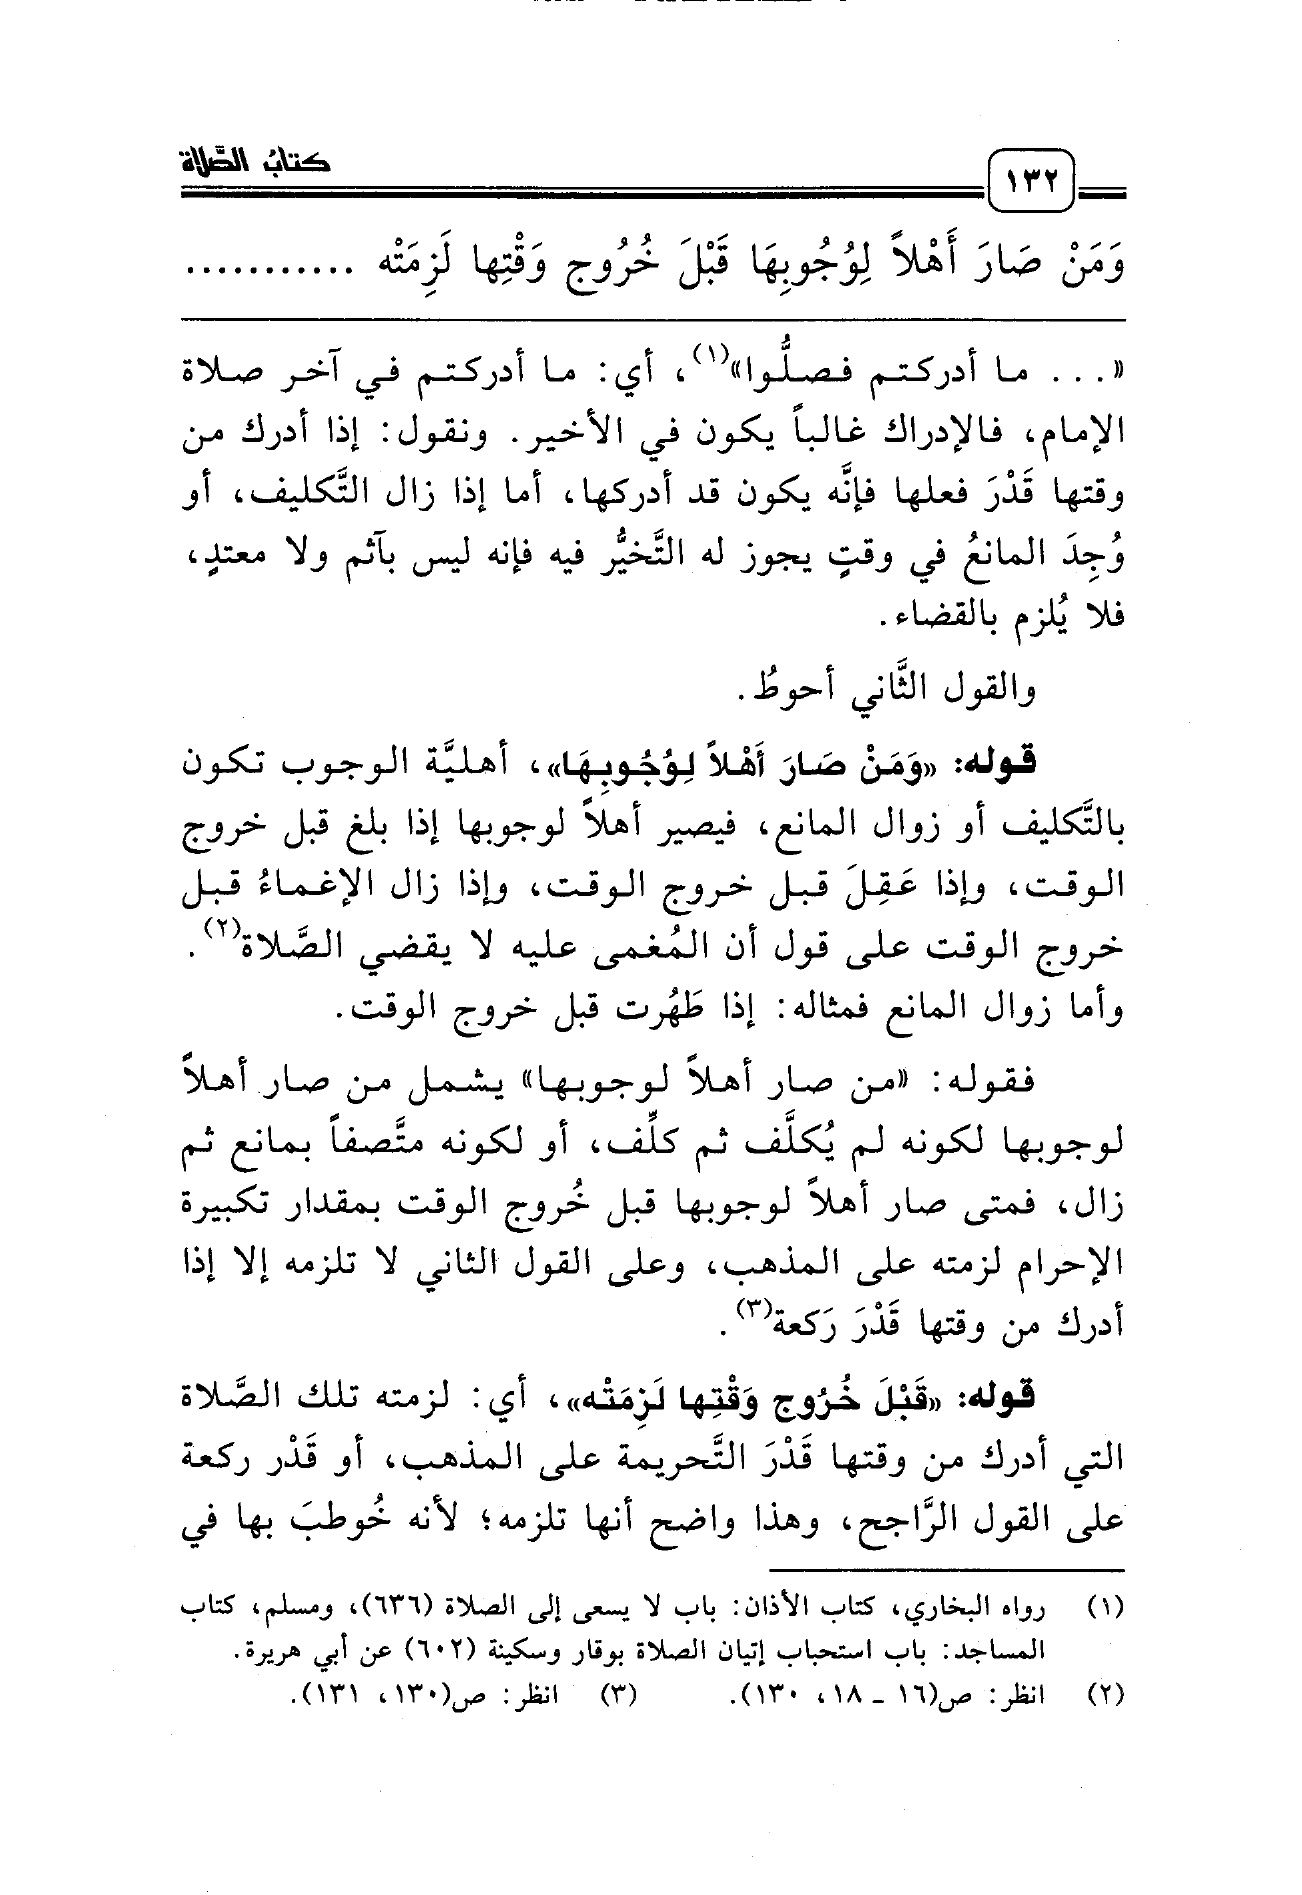 كتاب الصلاة
١٣٢
وَمَنْ صَارَ أَهْلاً لِوُجُوبِهَا قَبْلَ خُرُوجِ وَقْتِها لَزِمَتْه ...........
«... ما أدركتم فصلُّوا»(١)، أي: ما أدركتم في آخر صلاة
الإمام، فالإدراك غالباً يكون في الأخير. ونقول: إذا أدرك من
وقتها قَدْرَ فعلها فإنَّه يكون قد أدركها، أما إذا زال التَّكليف، أو
وُجِدَ المانعُ في وقتٍ يجوز له التَّخيُّر فيه فإنه ليس بآثم ولا معتدٍ،
فلا يُلزم بالقضاء.
والقول الثَّاني أحوطُ.
قوله: «وَمَنْ صَارَ أَهْلاً لِوُجُوبِهَا»، أهليَّة الوجوب تكون
بالتَّكليف أو زوال المانع، فيصير أهلاً لوجوبها إذا بلغ قبل خروج
الوقت، وإذا عَقِلَ قبل خروج الوقت، وإذا زال الإغماءُ قبل
خروج الوقت على قول أن المُغمى عليه لا يقضي الصَّلاة(٢).
وأما زوال المانع فمثاله: إذا طَهُرت قبل خروج الوقت.
فقوله: «من صار أهلاً لوجوبها» يشمل من صار أهلاً
لوجوبها لكونه لم يُكلَّف ثم كلِّف، أو لكونه متَّصفاً بمانع ثم
زال، فمتى صار أهلاً لوجوبها قبل خُروج الوقت بمقدار تكبيرة
الإحرام لزمته على المذهب، وعلى القول الثاني لا تلزمه إلا إذا
أدرك من وقتها قَدْرَ رَكعة(٣).
قوله: «قَبْلَ خُرُوجِ وَقْتِها لَزِمَتْه»، أي: لزمته تلك الصَّلاة
التي أدرك من وقتها قَدْرَ التَّحريمة على المذهب، أو قَدْر ركعة
على القول الرَّاجح، وهذا واضح أنها تلزمه؛ لأنه خُوطبَ بها في
(١) رواه البخاري، كتاب الأذان: باب لا يسعى إلى الصلاة (٦٣٦)، ومسلم، كتاب
المساجد: باب استحباب إتيان الصلاة بوقار وسكينة (٦٠٢) عن أبي هريرة.
(٢) انظر: ص(١٦ ـ ١٨، ١٣٠). (٣) انظر: ص(١٣٠، ١٣١).